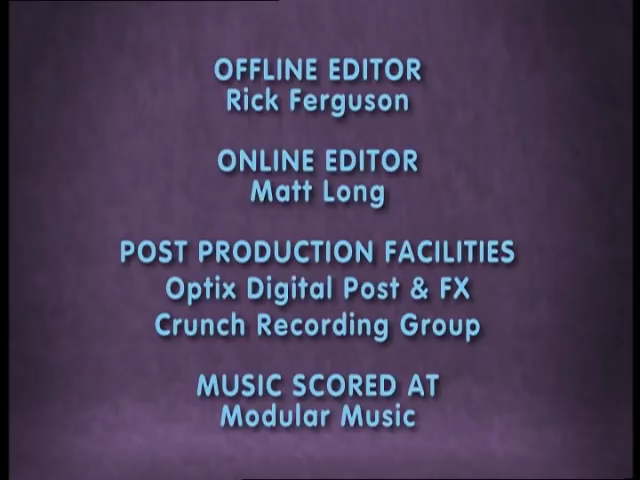 OFFLINE EDITOR
Rick Ferguson
ONLINE EDITOR
Matt Long
POST PRODUCTION FACILITIES
Optix Digital Post & FX
Crunch Recording Group
MUSIC SCORED AT
Modular Music